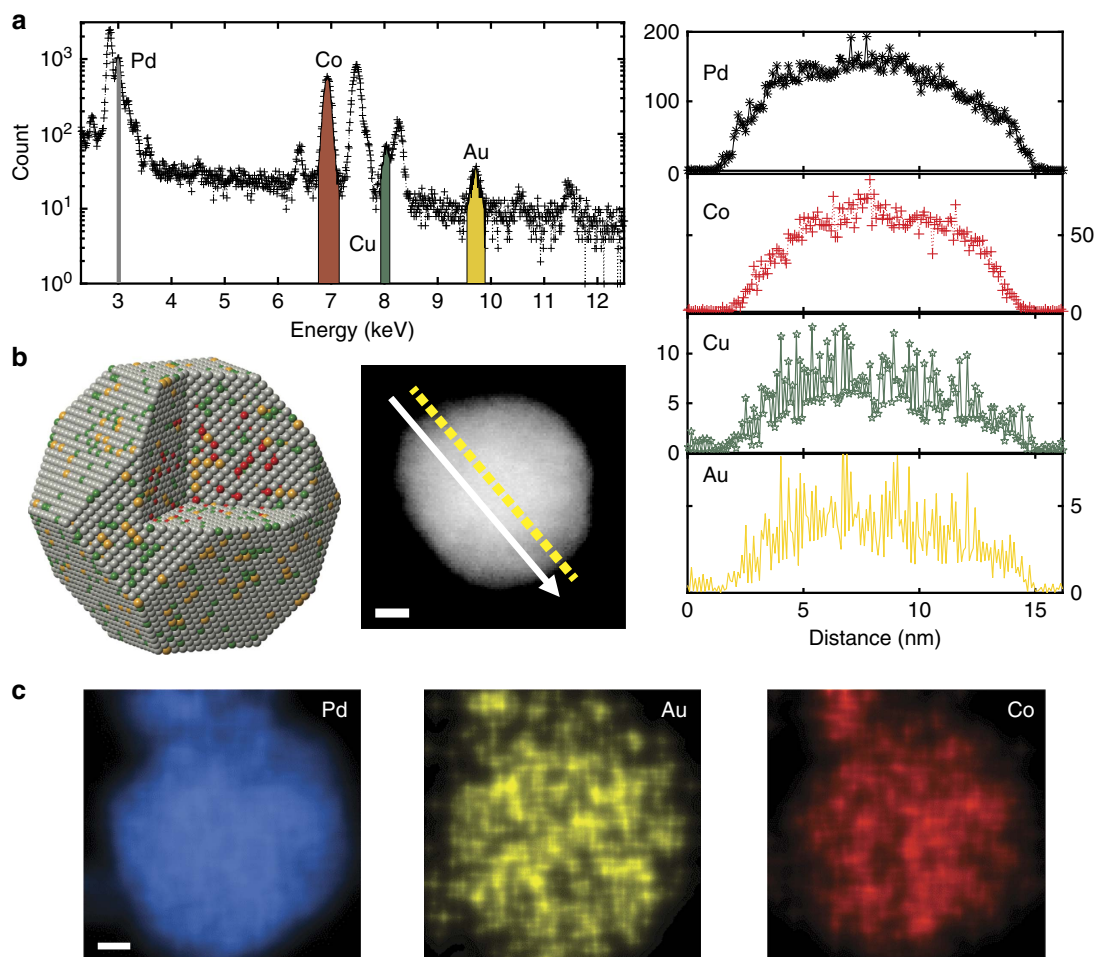 a
Count
10³
10²
10¹
10⁰
Pd
Co
Cu
Au
3 4 5 6 7 8 9 10 11 12
Energy (keV)
200
100
0
Pd
Co
50
0
Cu
10
5
0
Au
5
0
0 5 10 15
Distance (nm)
b
c
Pd
Au
Co